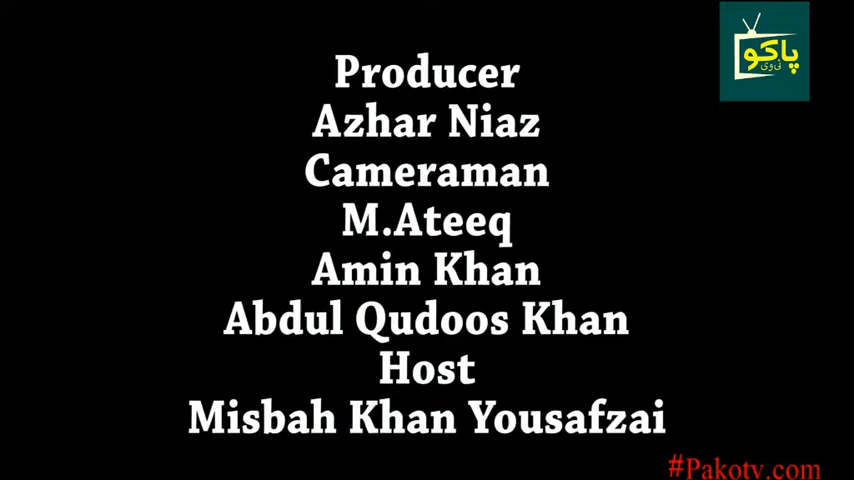 پاکو
ٹی وی
Producer
Azhar Niaz
Cameraman
M.Ateeq
Amin Khan
Abdul Qudoos Khan
Host
Misbah Khan Yousafzai
#Pakotv.com